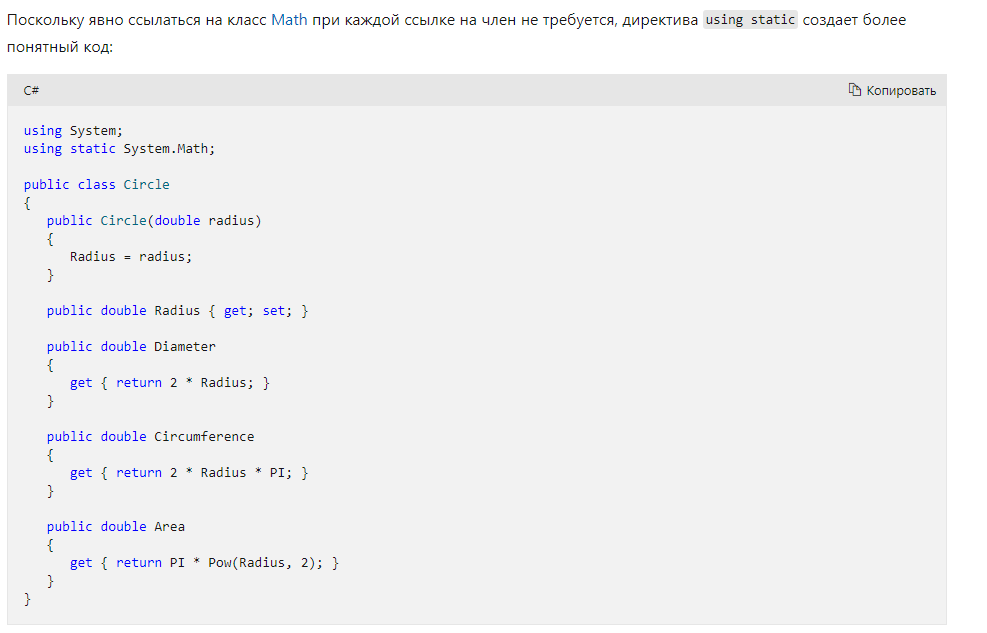 Поскольку явно ссылаться на класс Math при каждой ссылке на член не требуется, директива using static создает более
понятный код:
C#
Копировать
using System;
using static System.Math;
public class Circle
{
public Circle(double radius)
{
Radius = radius;
}
public double Radius { get; set; }
public double Diameter
{
get { return 2 * Radius; }
}
public double Circumference
{
get { return 2 * Radius * PI; }
}
public double Area
{
get { return PI * Pow(Radius, 2); }
}
}